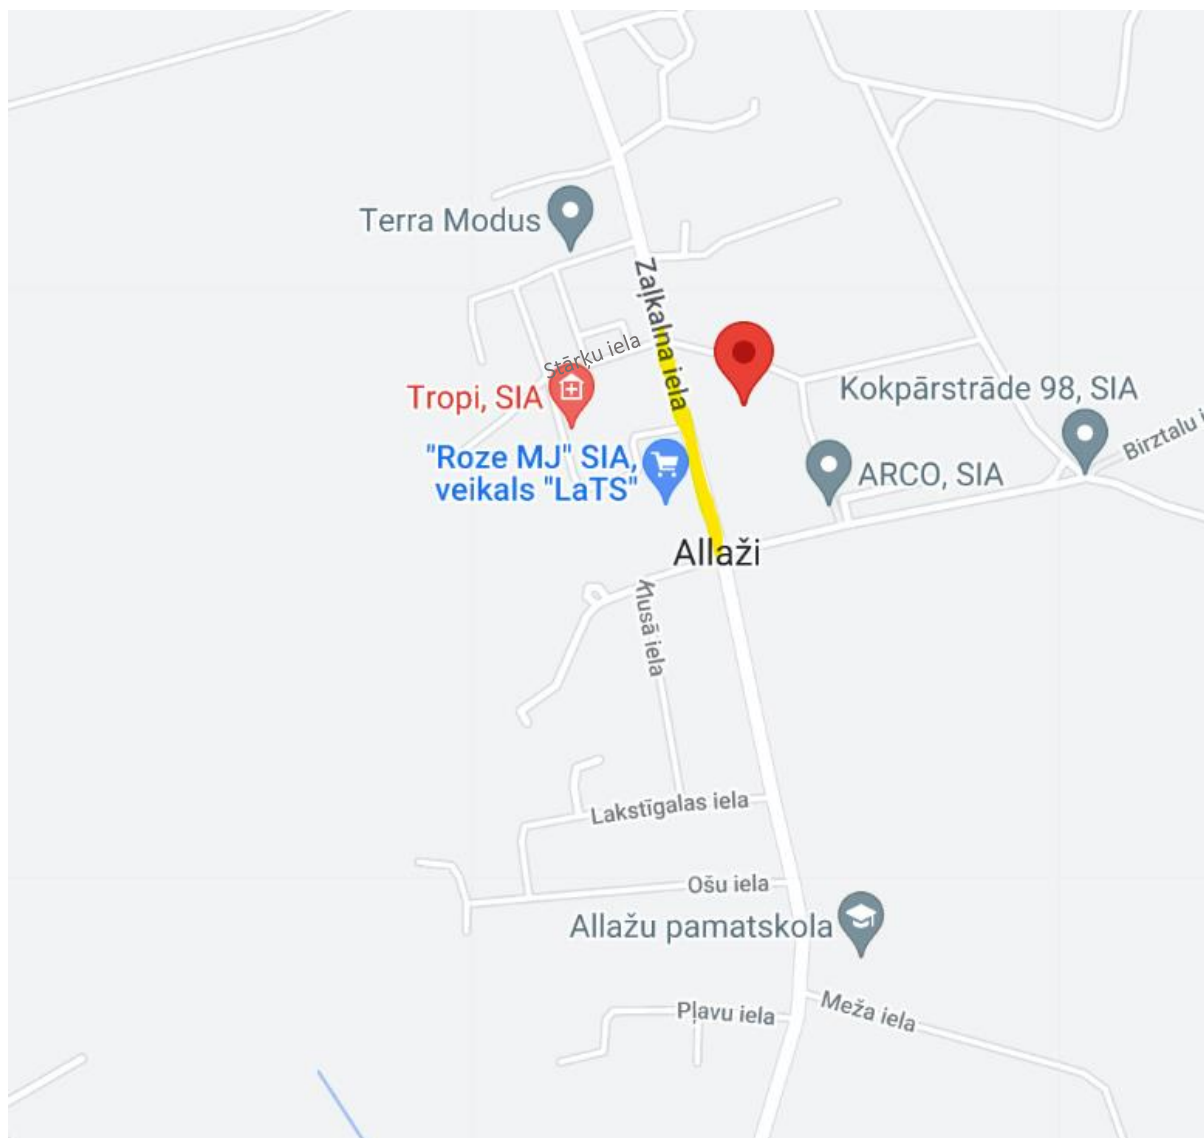 Terra Modus
Zaļkalna iela
Stārķu iela
Tropi, SIA
Kokpārstrāde 98, SIA
Birztalu i
"Roze MJ" SIA,
veikals "LaTS"
ARCO, SIA
Allaži
Klusā iela
Lakstīgalas iela
Ošu iela
Allažu pamatskola
Pļavu iela
Meža iela